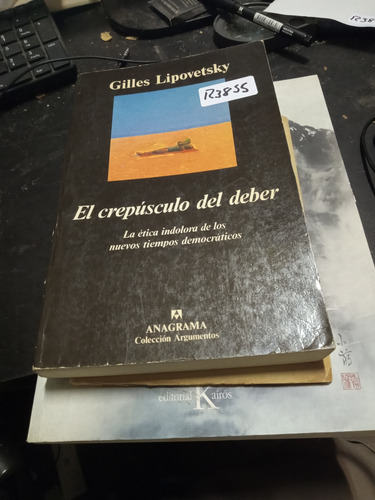 Gilles Lipovetsky
R3855
El crepúsculo del deber
La ética indolora de los
nuevos tiempos democráticos
ANAGRAMA
Colección Argumentos
editorial Kairós